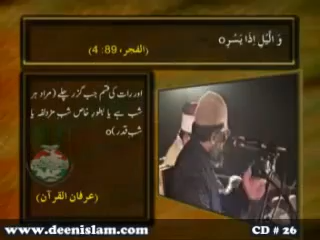 وَ الَّيْلِ اِذَا يَسْرِ○
(الفجر، 89: 4)
اور رات کی قسم جب گزر چلے (مراد ہر
شب ہے یا بطور خاص شب مزدلفہ یا
شب قدر)○
(عرفان القرآن)
www.deenislam.com
CD # 26